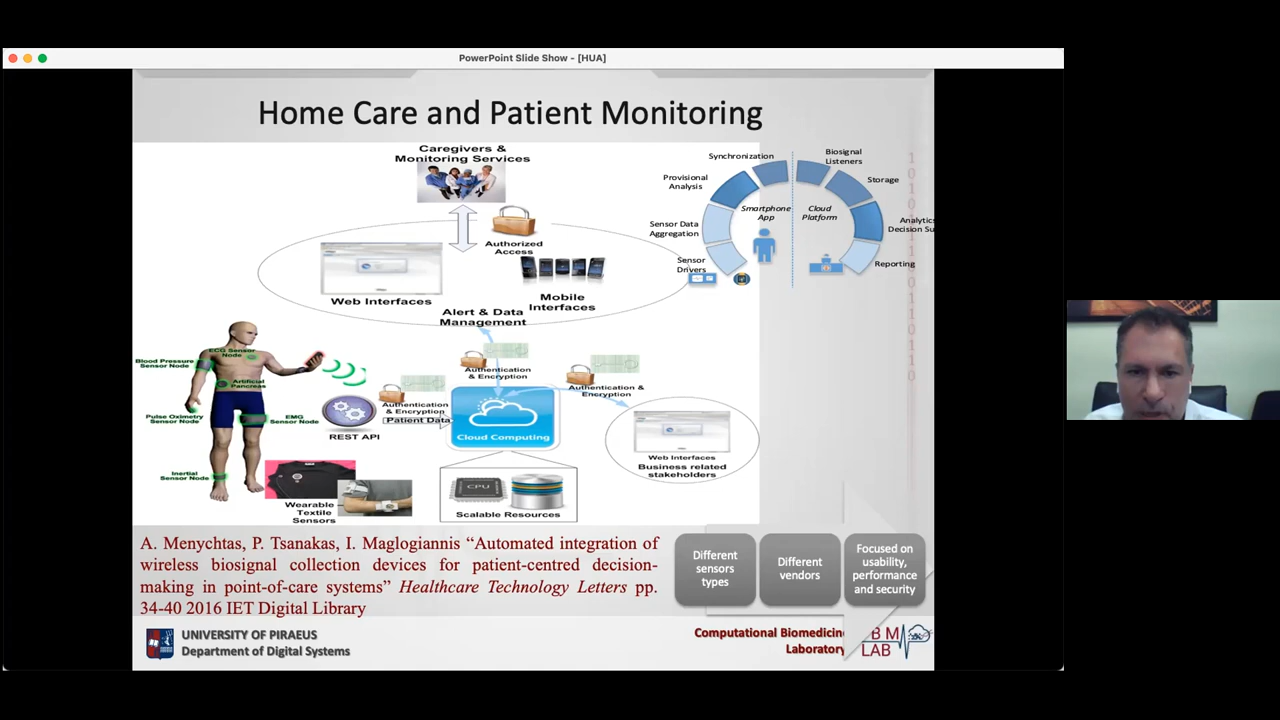 PowerPoint Slide Show - [HUA]
Home Care and Patient Monitoring
Caregivers &
Monitoring Services
Authorized
Access
Web Interfaces
Mobile
Interfaces
Alert & Data
Management
Synchronization
Provisional
Analysis
Sensor Data
Aggregation
Sensor
Drivers
Smartphone
App
Cloud
Platform
Biosignal
Listeners
Storage
Analytics
Decision Su
Reporting
ECG Sensor
Node
Blood Pressure
Sensor Node
Artificial
Pancreas
Pulse Oximetry
Sensor Node
EMG
Sensor Node
Inertial
Sensor Node
Wearable
Textile
Sensors
REST API
Authentication
& Encryption
Patient Data
Authentication
& Encryption
Authentication &
Encryption
Cloud Computing
CPU
Scalable Resources
Web Interfaces
Business related
stakeholders
A. Menychtas, P. Tsanakas, I. Maglogiannis “Automated integration of
wireless biosignal collection devices for patient-centred decision-
making in point-of-care systems” Healthcare Technology Letters pp.
34-40 2016 IET Digital Library
Different
sensors
types
Different
vendors
Focused on
usability,
performance
and security
UNIVERSITY OF PIRAEUS
Department of Digital Systems
Computational Biomedicine
Laboratory
B M
LAB